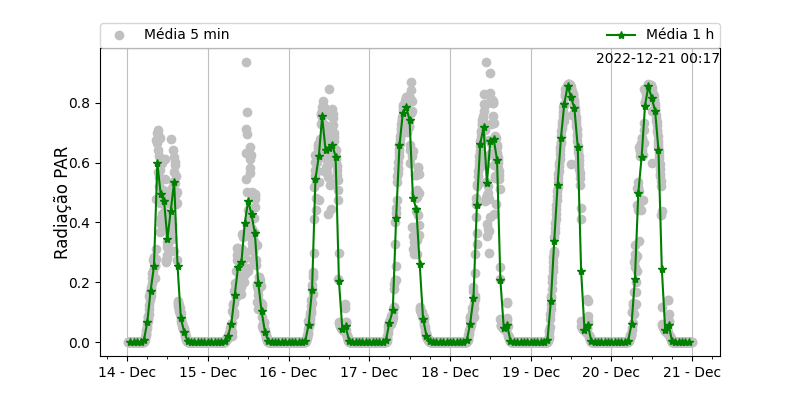 Média 5 min
Média 1 h
2022-12-21 00:17
Radiação PAR
0.8
0.6
0.4
0.2
0.0
14 - Dec
15 - Dec
16 - Dec
17 - Dec
18 - Dec
19 - Dec
20 - Dec
21 - Dec